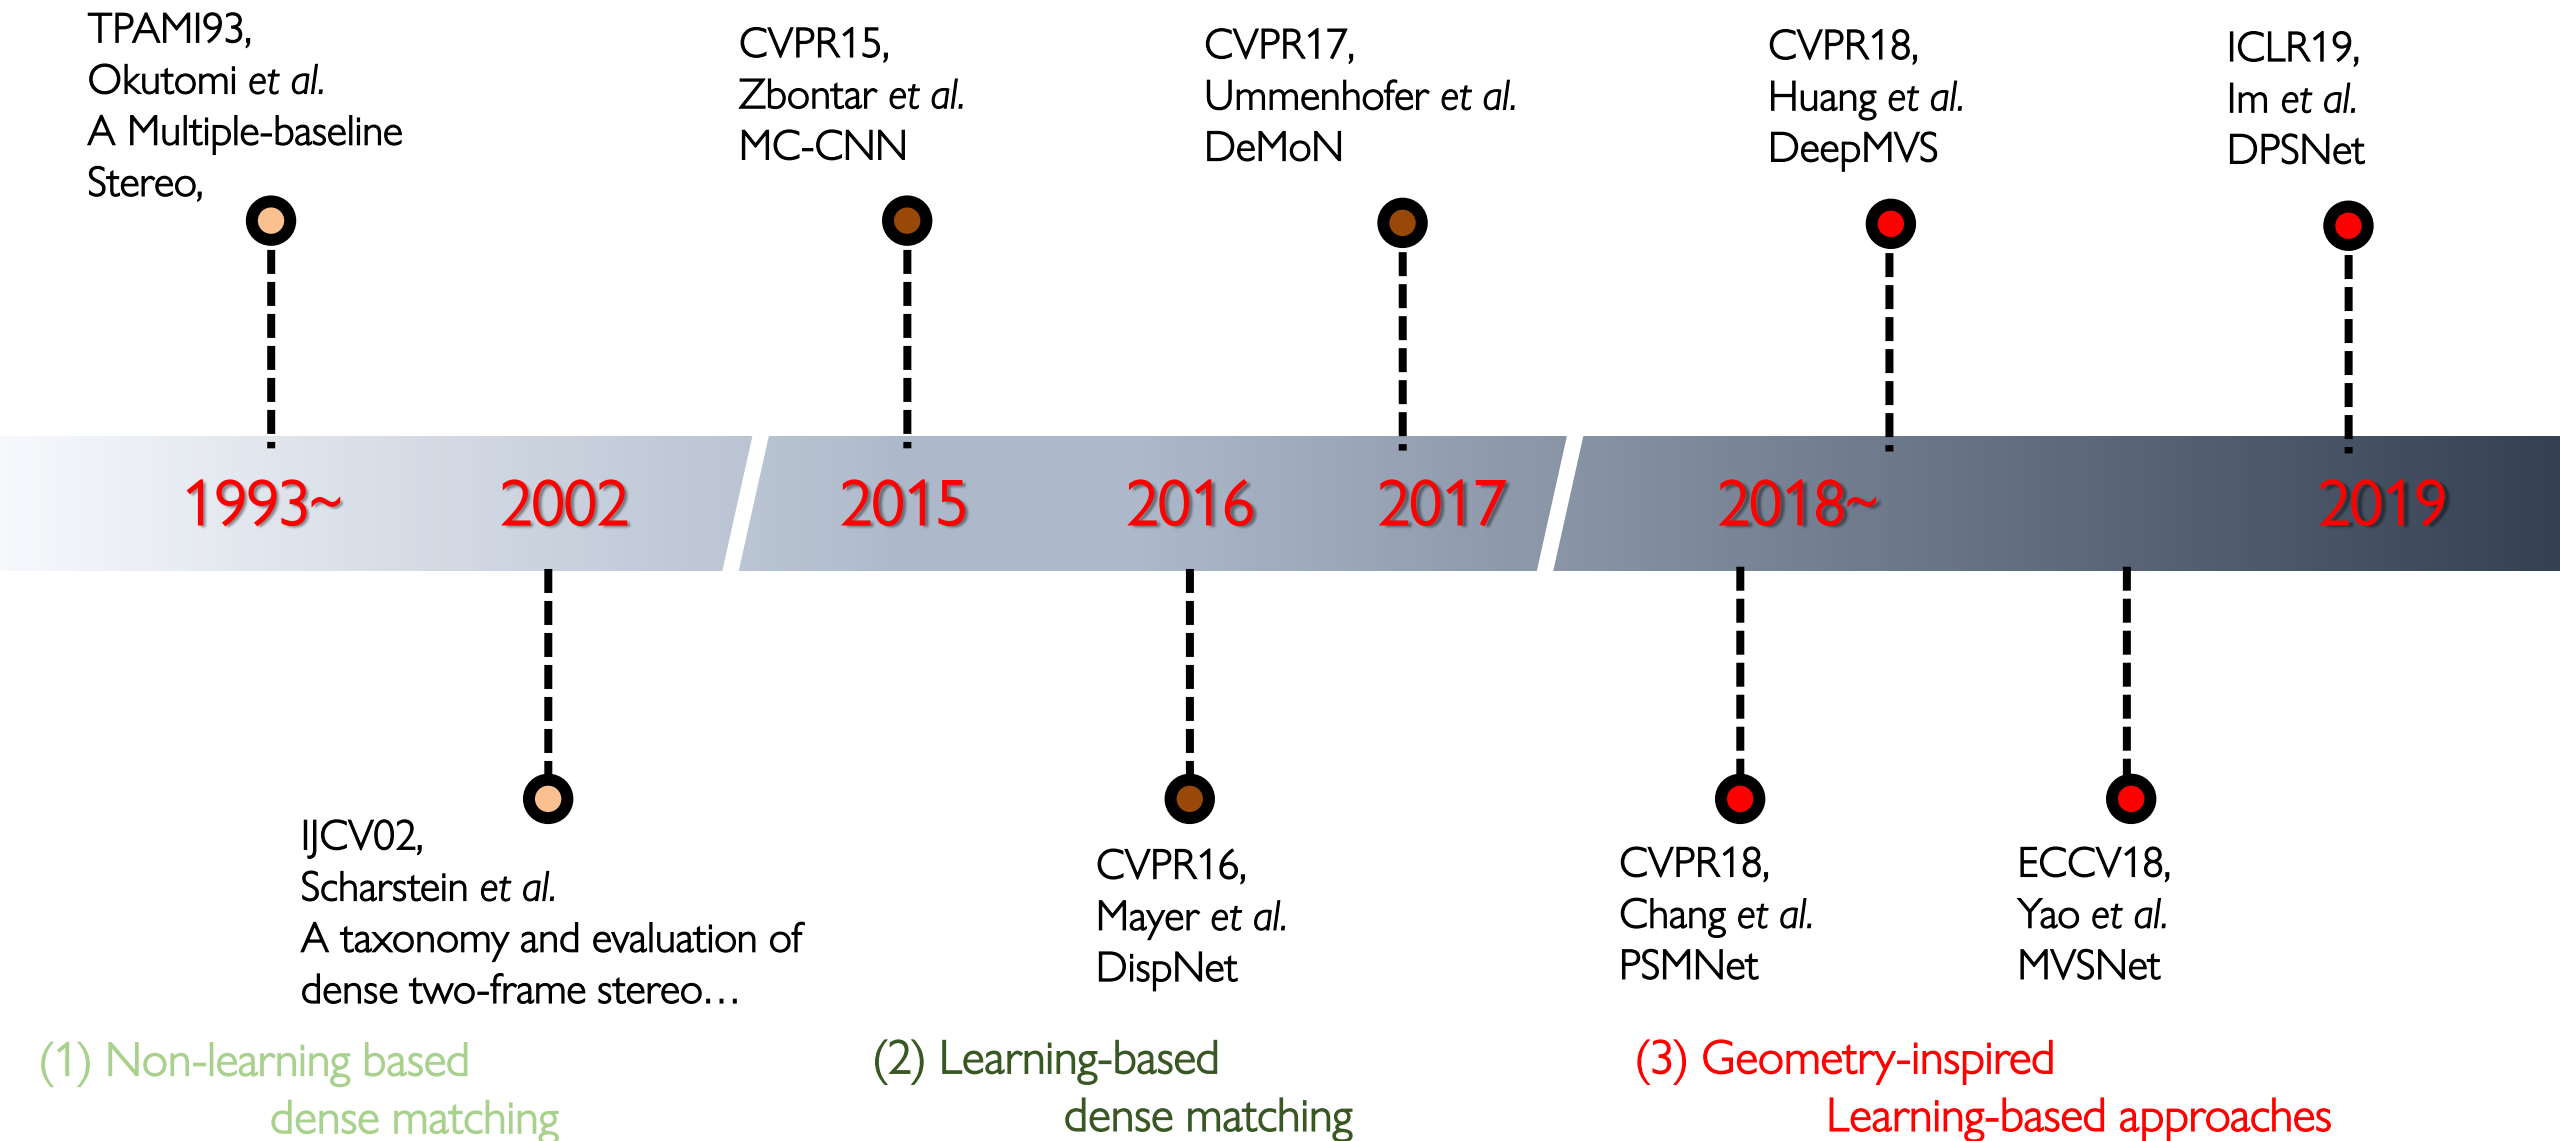 TPAMI93,
Okutomi et al.
A Multiple-baseline
Stereo,
CVPR15,
Zbontar et al.
MC-CNN
CVPR17,
Ummenhofer et al.
DeMoN
CVPR18,
Huang et al.
DeepMVS
ICLR19,
Im et al.
DPSNet
1993~
2002
2015
2016
2017
2018~
2019
IJCV02,
Scharstein et al.
A taxonomy and evaluation of
dense two-frame stereo…
CVPR16,
Mayer et al.
DispNet
CVPR18,
Chang et al.
PSMNet
ECCV18,
Yao et al.
MVSNet
(1) Non-learning based
dense matching
(2) Learning-based
dense matching
(3) Geometry-inspired
Learning-based approaches